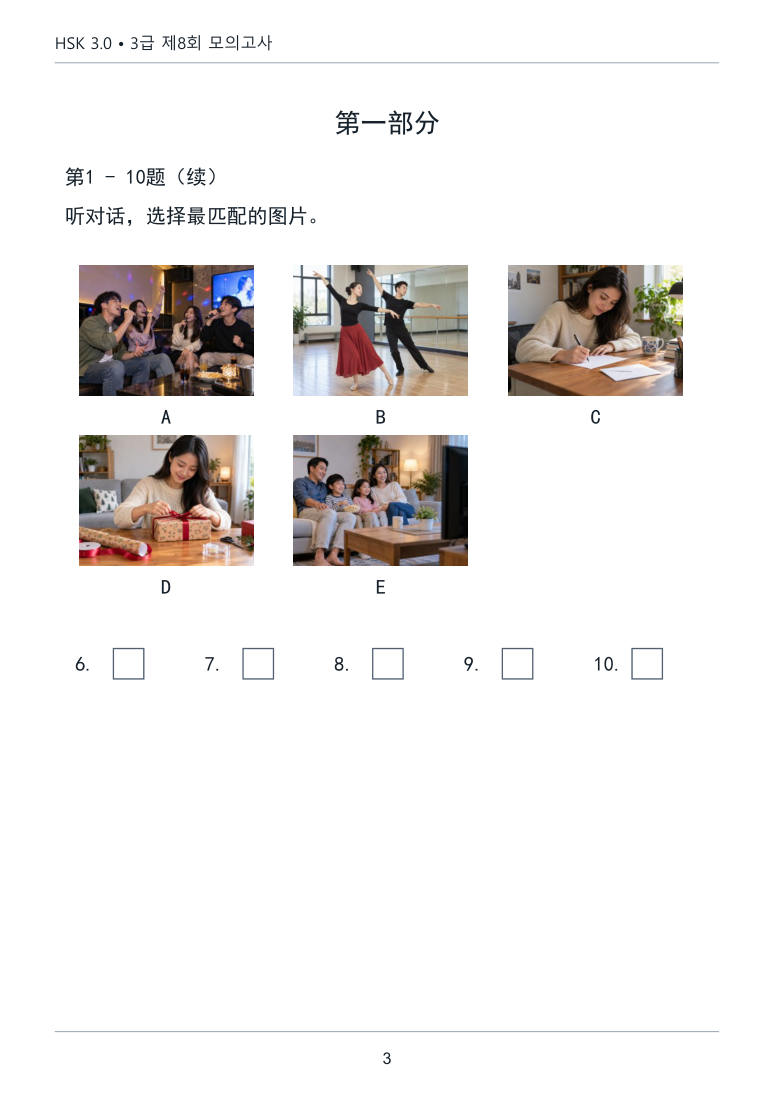 HSK 3.0 • 3급 제8회 모의고사
第一部分
第1 – 10题（续）
听对话，选择最匹配的图片。
A B C
D E
6. 7. 8. 9. 10.
3